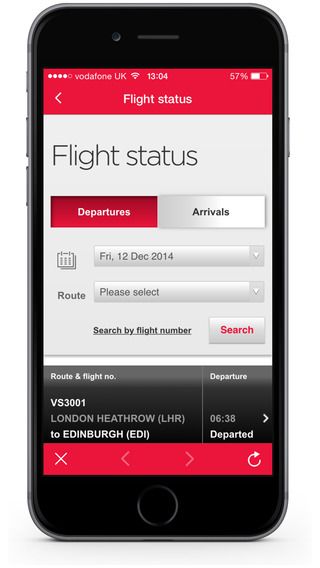 vodafone UK 13:04 57%
Flight status
Flight status
Departures Arrivals
Fri, 12 Dec 2014
Route Please select
Search by flight number Search
Route & flight no. Departure
VS3001
LONDON HEATHROW (LHR) 06:38
to EDINBURGH (EDI) Departed